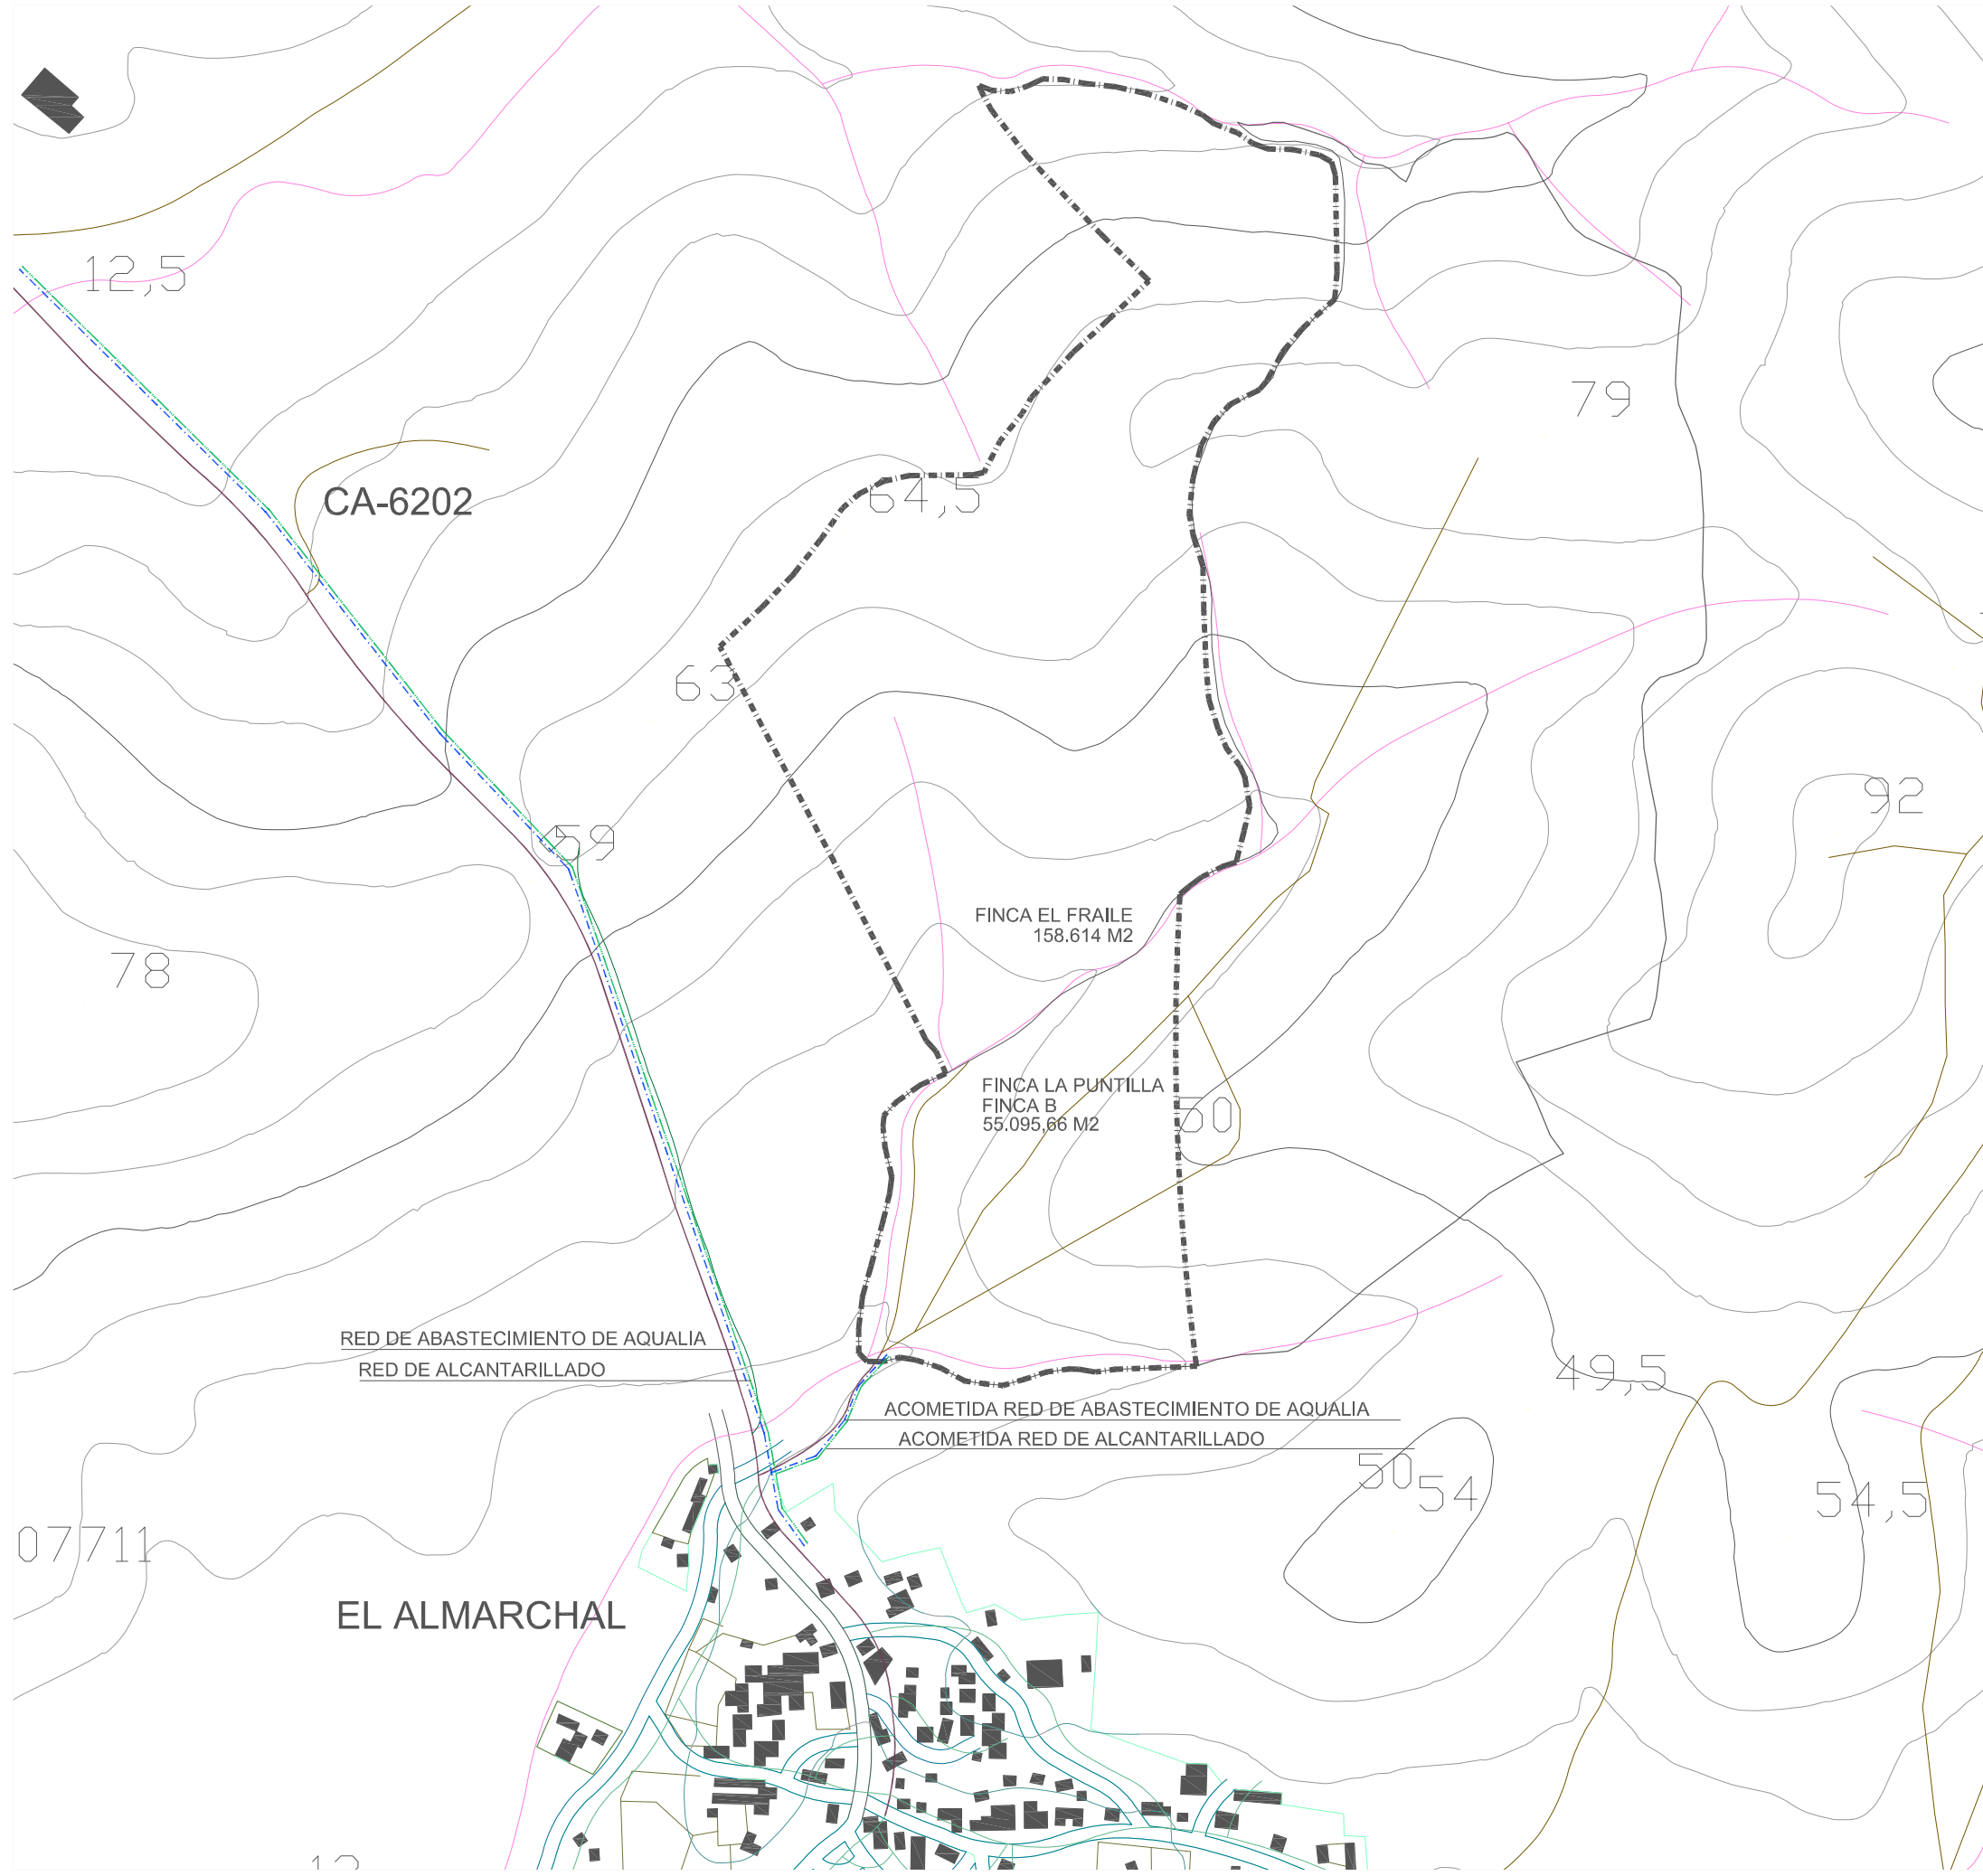 12,5
79
CA-6202
64,5
63
92
59
FINCA EL FRAILE
158.614 M2
78
FINCA LA PUNTILLA
FINCA B
55.095,66 M2
50
RED DE ABASTECIMIENTO DE AQUALIA
RED DE ALCANTARILLADO
49,5
ACOMETIDA RED DE ABASTECIMIENTO DE AQUALIA
ACOMETIDA RED DE ALCANTARILLADO
50
54
54,5
07711
EL ALMARCHAL